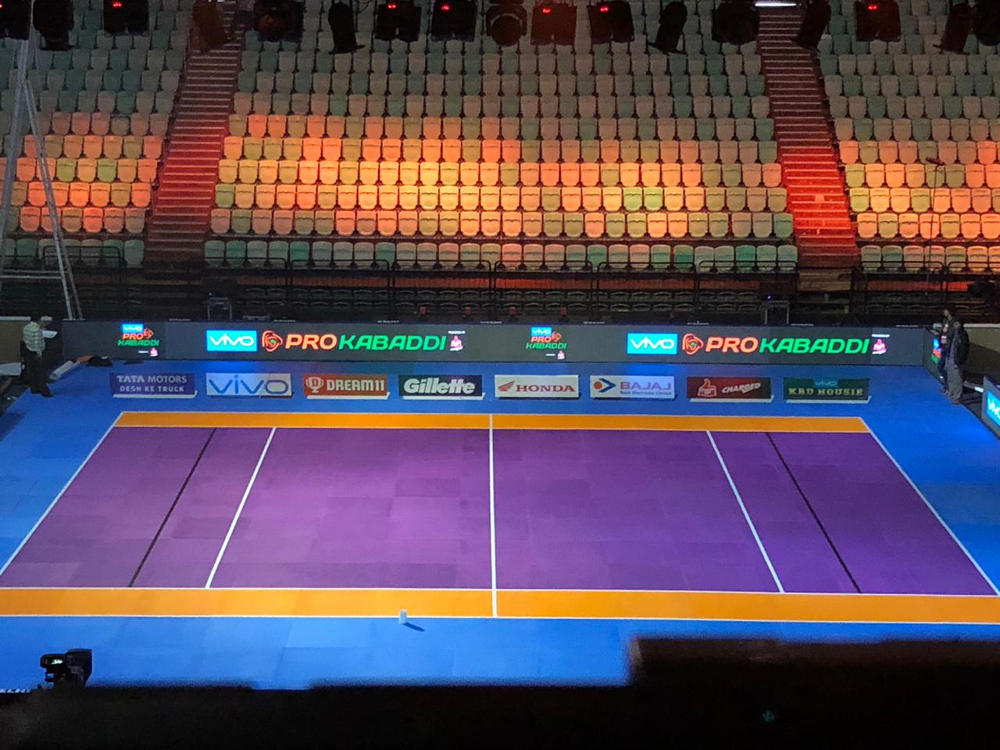 vivo
PRO
KABADDI
vivo PRO KABADDI
vivo
PRO
KABADDI
vivo PRO KABADDI
TATA MOTORS
DESH KE TRUCK
vivo
DREAM11
Gillette
HONDA
BAJAJ
CHARGED
vivo
KBD HOUSIE